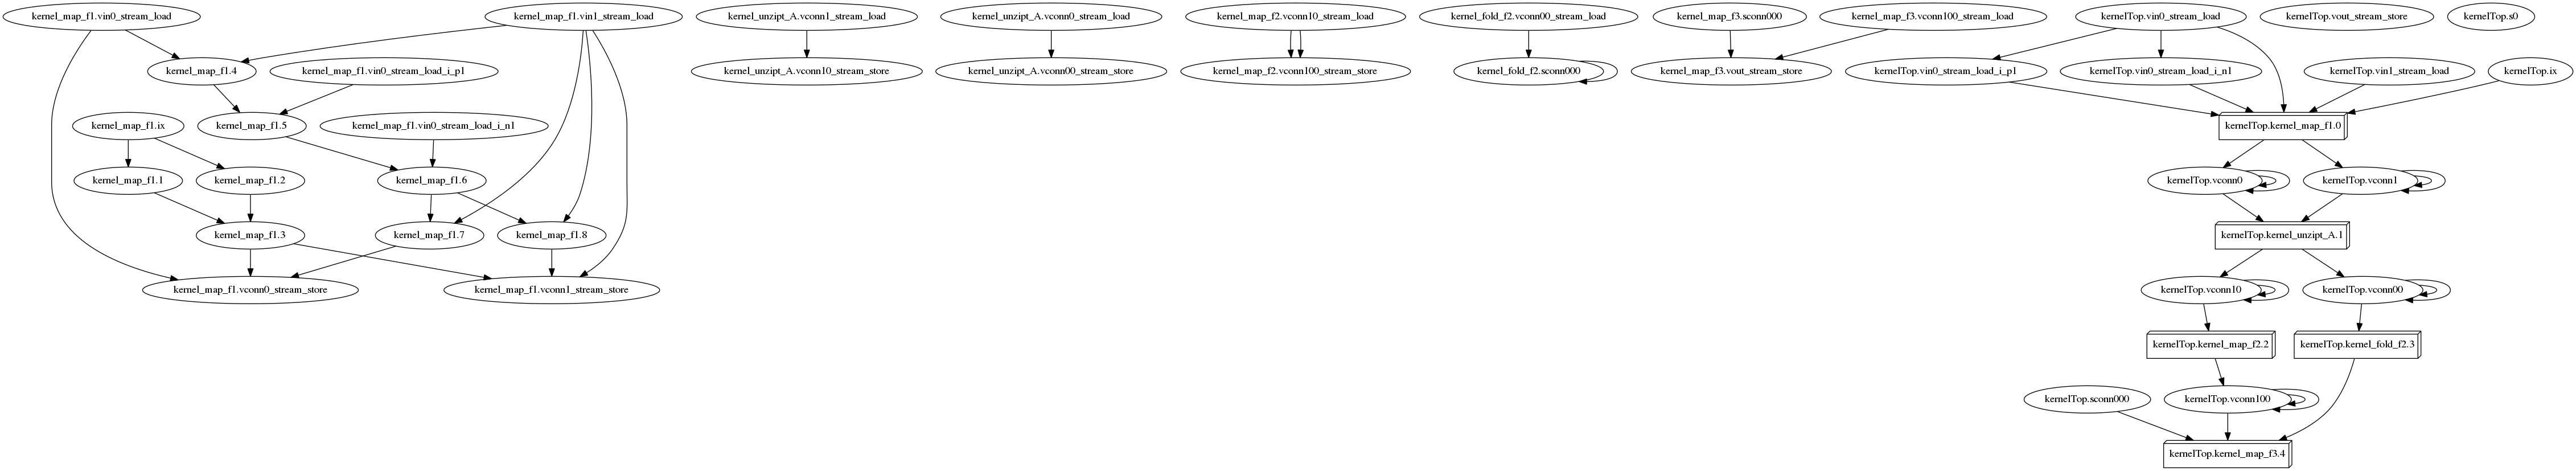 kernel_map_f1.vin0_stream_load
kernel_map_f1.vin1_stream_load
kernel_unzipt_A.vconn1_stream_load
kernel_unzipt_A.vconn0_stream_load
kernel_map_f2.vconn10_stream_load
kernel_fold_f2.vconn00_stream_load
kernel_map_f3.sconn000
kernel_map_f3.vconn100_stream_load
kernelTop.vin0_stream_load
kernelTop.vout_stream_store
kernelTop.s0
kernel_map_f1.4
kernel_map_f1.vin0_stream_load_i_p1
kernel_unzipt_A.vconn10_stream_store
kernel_unzipt_A.vconn00_stream_store
kernel_map_f2.vconn100_stream_store
kernel_fold_f2.sconn000
kernel_map_f3.vout_stream_store
kernelTop.vin0_stream_load_i_p1
kernelTop.vin0_stream_load_i_n1
kernelTop.vin1_stream_load
kernelTop.ix
kernel_map_f1.ix
kernel_map_f1.5
kernel_map_f1.vin0_stream_load_i_n1
kernelTop.kernel_map_f1.0
kernel_map_f1.1
kernel_map_f1.2
kernel_map_f1.6
kernelTop.vconn0
kernelTop.vconn1
kernel_map_f1.3
kernel_map_f1.7
kernel_map_f1.8
kernelTop.kernel_unzipt_A.1
kernel_map_f1.vconn0_stream_store
kernel_map_f1.vconn1_stream_store
kernelTop.vconn10
kernelTop.vconn00
kernelTop.kernel_map_f2.2
kernelTop.kernel_fold_f2.3
kernelTop.sconn000
kernelTop.vconn100
kernelTop.kernel_map_f3.4